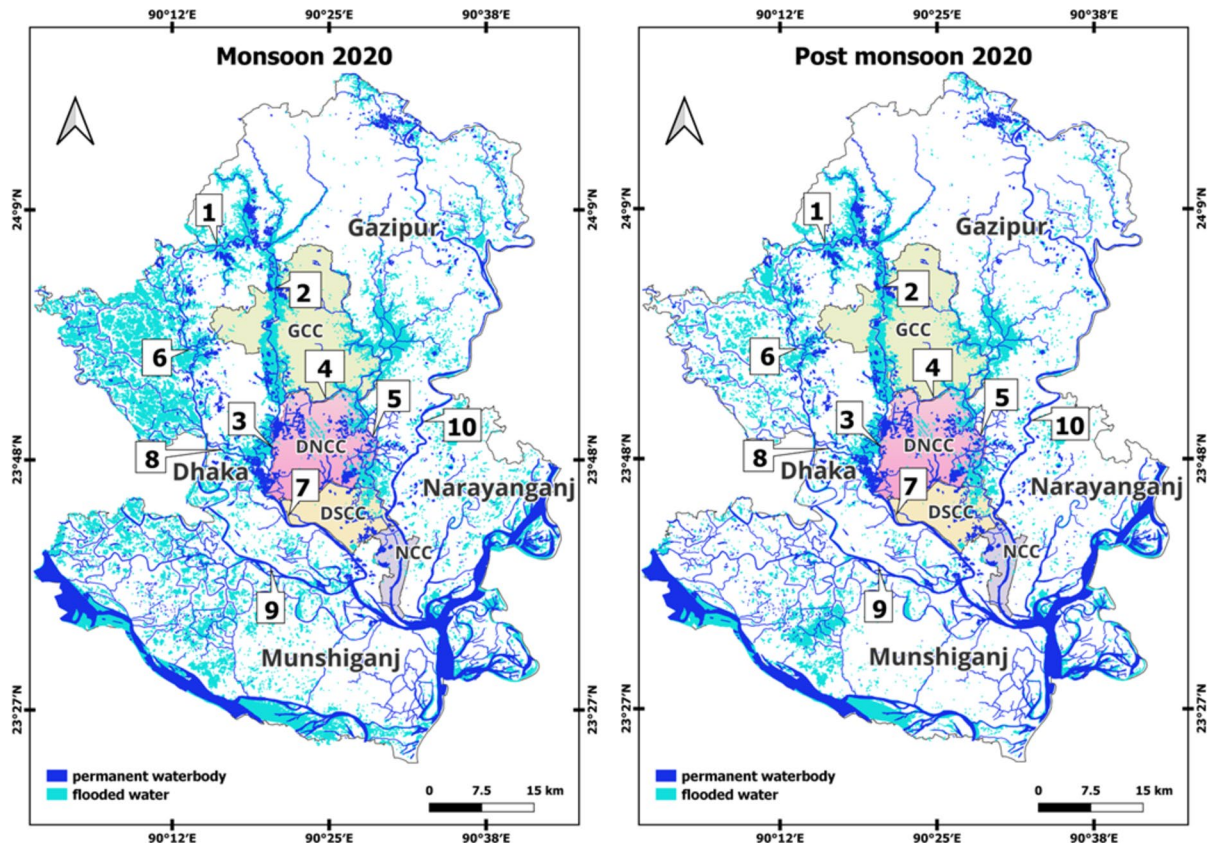 90°12'E 90°25'E 90°38'E
Monsoon 2020
24°9'N
23°48'N
23°27'N
1
Gazipur
2
GCC
6
4
5
3
10
DNCC
8
Dhaka
7
Narayanganj
DSCC
NCC
9
Munshiganj
permanent waterbody
flooded water
0 7.5 15 km
90°12'E 90°25'E 90°38'E
90°12'E 90°25'E 90°38'E
Post monsoon 2020
24°9'N
23°48'N
23°27'N
1
Gazipur
2
GCC
6
4
5
3
10
DNCC
8
Dhaka
7
Narayanganj
DSCC
NCC
9
Munshiganj
permanent waterbody
flooded water
0 7.5 15 km
90°12'E 90°25'E 90°38'E